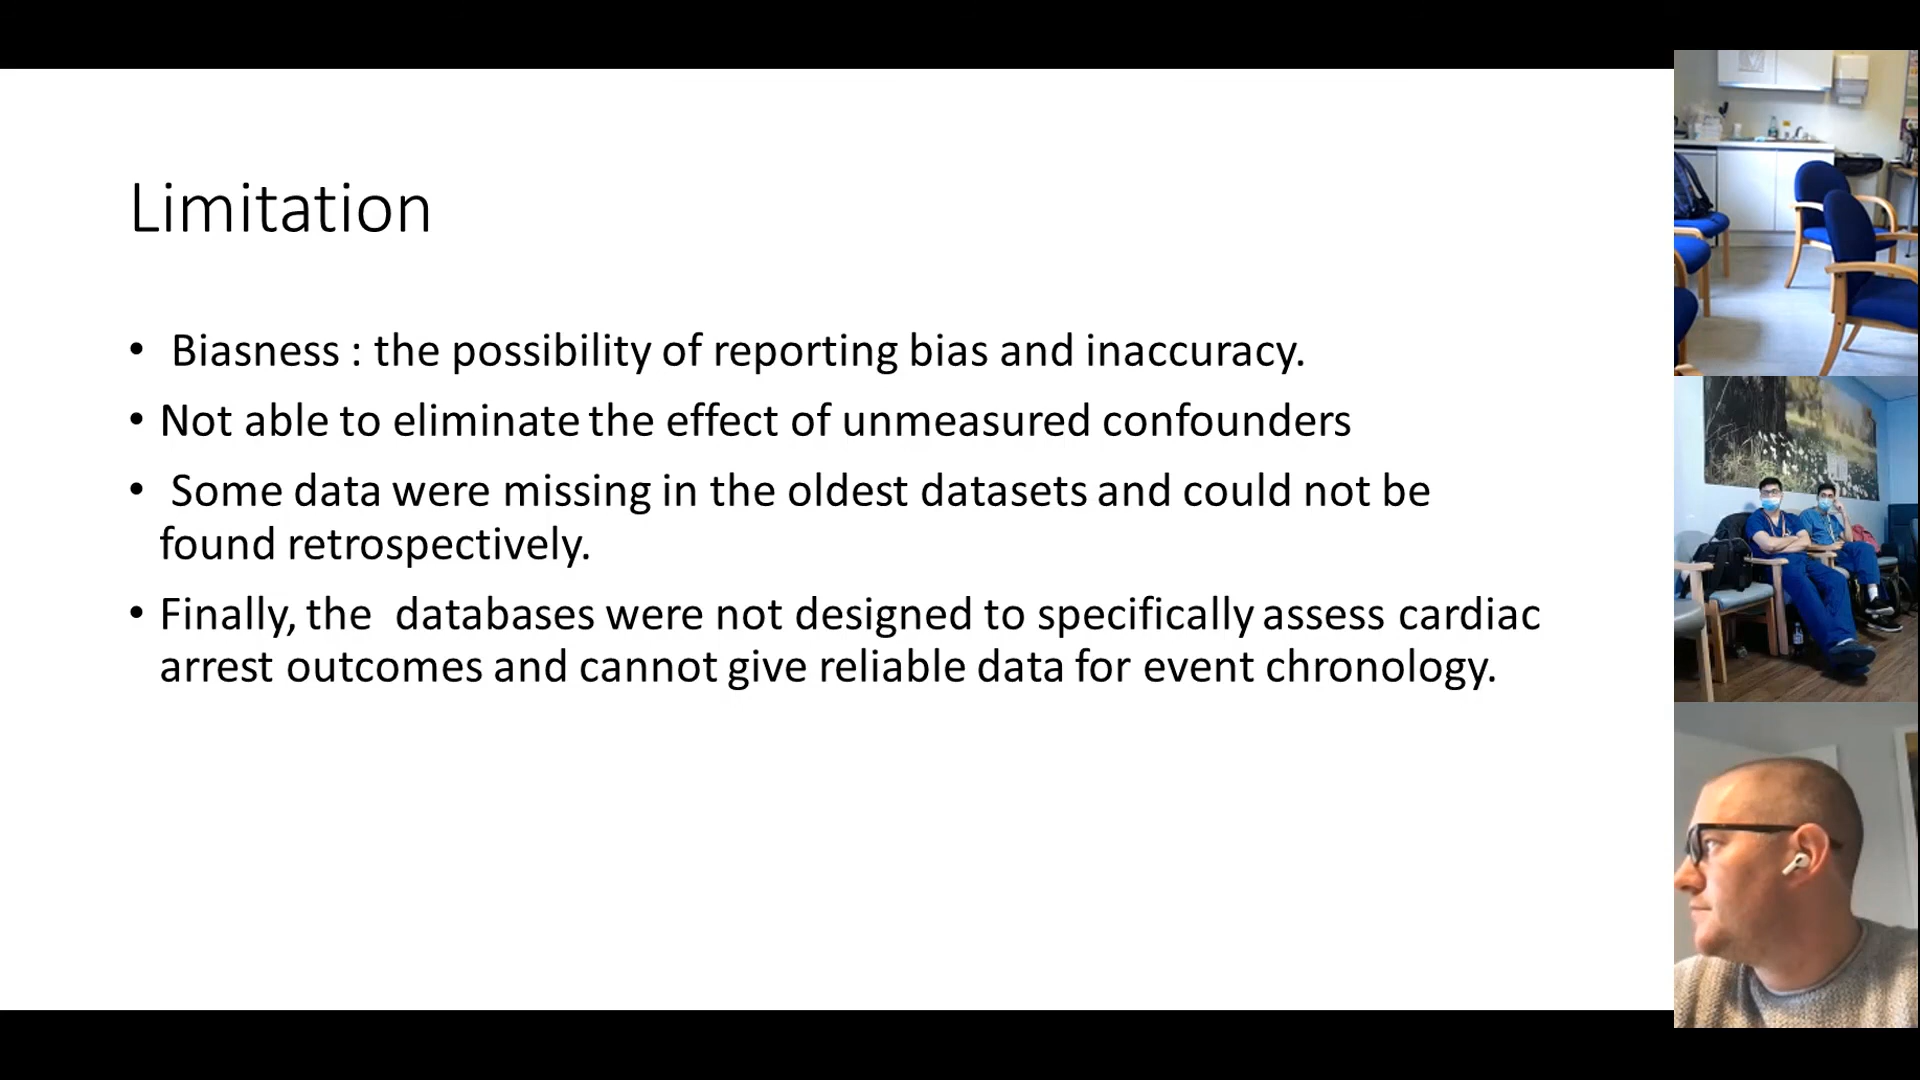 Limitation
• Biasness : the possibility of reporting bias and inaccuracy.
• Not able to eliminate the effect of unmeasured confounders
• Some data were missing in the oldest datasets and could not be
found retrospectively.
• Finally, the databases were not designed to specifically assess cardiac
arrest outcomes and cannot give reliable data for event chronology.